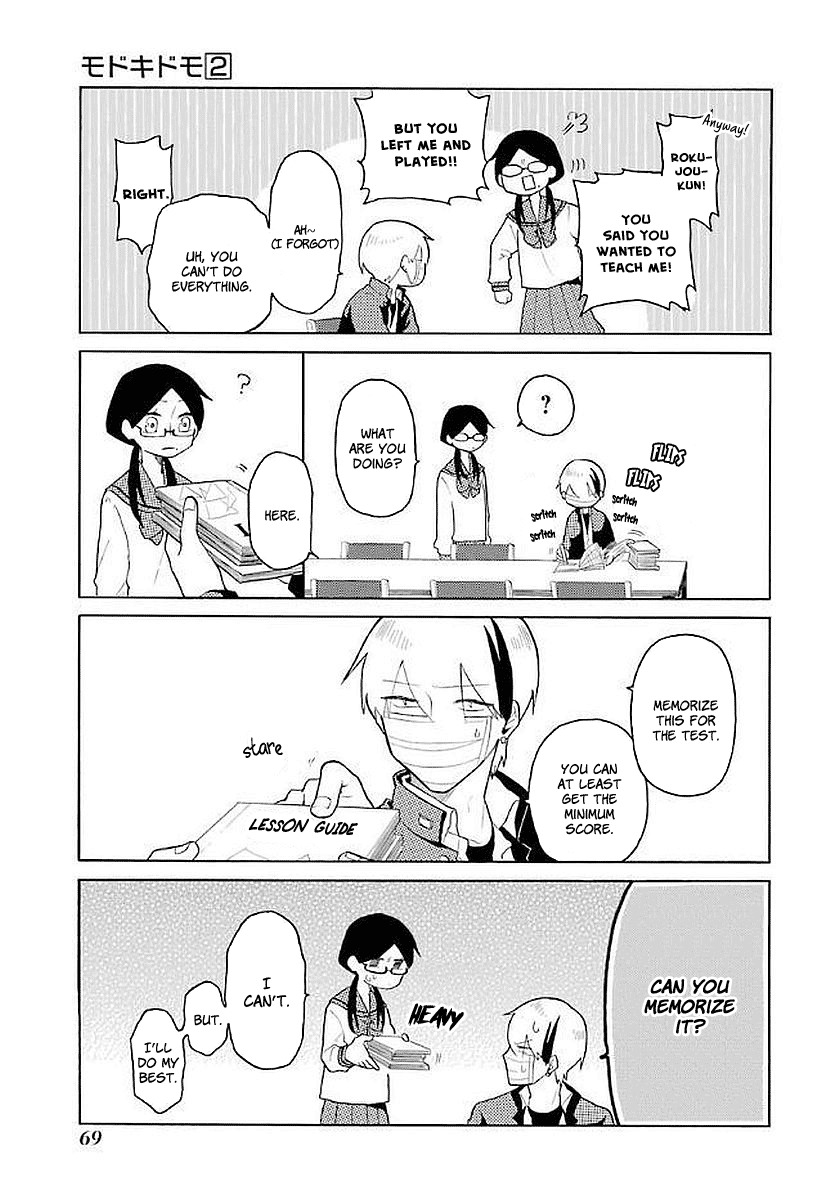 モドキドモ2
Anyway!
ROKU-
JOU-
KUN!
YOU
SAID YOU
WANTED TO
TEACH ME!
BUT YOU
LEFT ME AND
PLAYED!!
AH~
(I FORGOT)
UH, YOU
CAN'T DO
EVERYTHING.
RIGHT.
?
FLIPS
FLIPS
scritch
scritch
scritch
scritch
WHAT
ARE YOU
DOING?
HERE.
?
1
MEMORIZE
THIS FOR
THE TEST.
YOU CAN
AT LEAST
GET THE
MINIMUM
SCORE.
stare
LESSON GUIDE
CAN YOU
MEMORIZE
IT?
HEAVY
I
CAN'T.
BUT.
I'LL
DO MY
BEST.
69